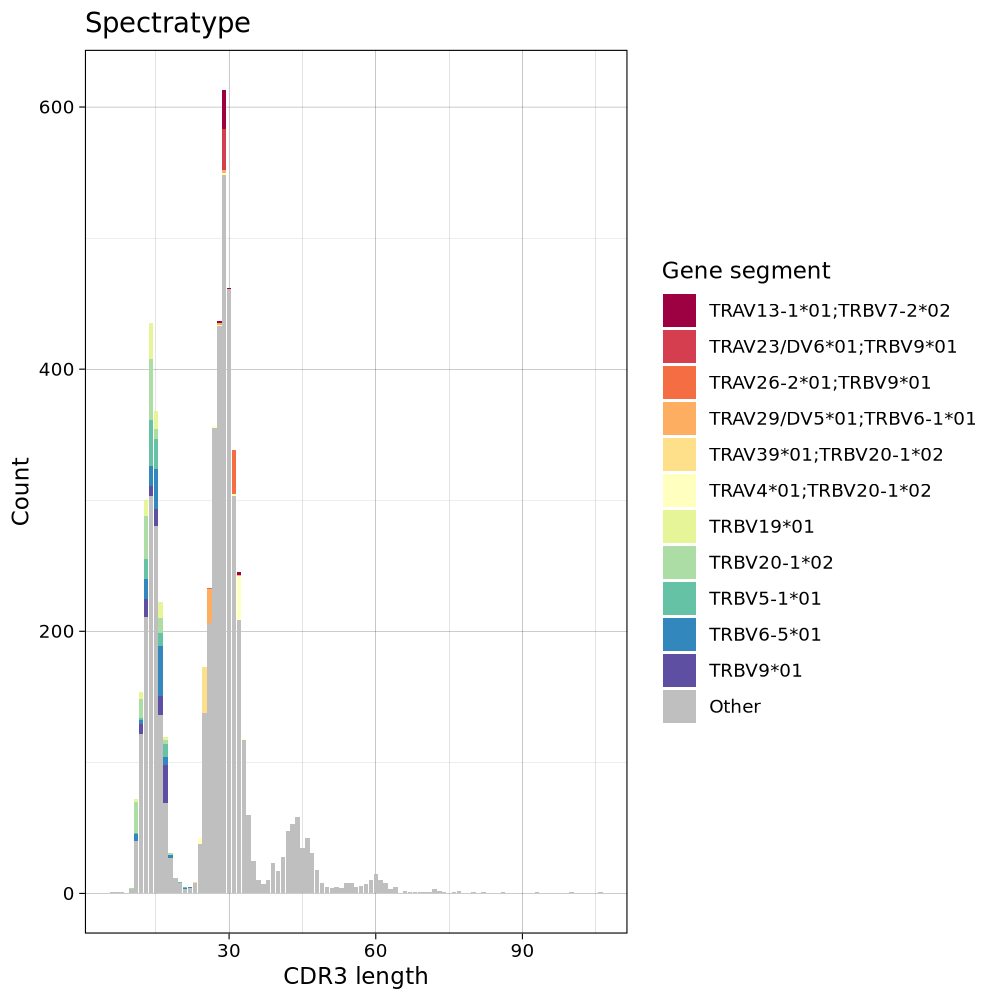 Spectratype
600
400
200
0
Count
30
60
90
CDR3 length
Gene segment
TRAV13-1*01;TRBV7-2*02
TRAV23/DV6*01;TRBV9*01
TRAV26-2*01;TRBV9*01
TRAV29/DV5*01;TRBV6-1*01
TRAV39*01;TRBV20-1*02
TRAV4*01;TRBV20-1*02
TRBV19*01
TRBV20-1*02
TRBV5-1*01
TRBV6-5*01
TRBV9*01
Other